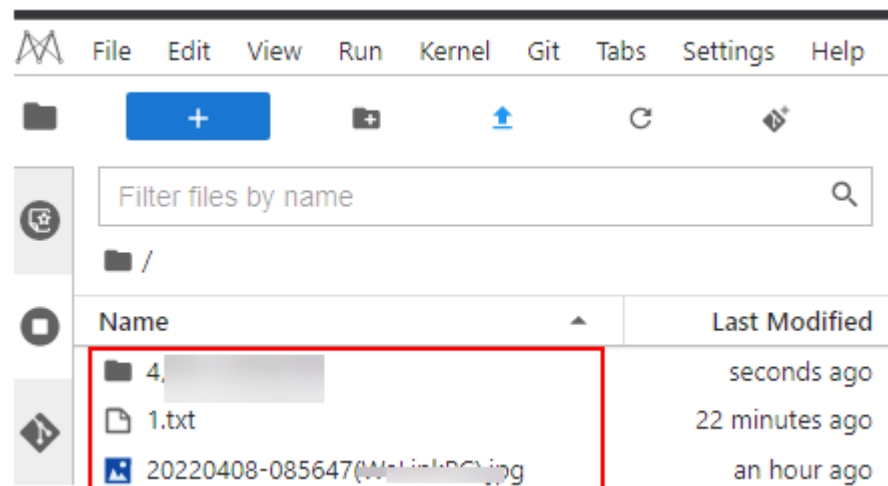 File Edit View Run Kernel Git Tabs Settings Help
Filter files by name
/
Name Last Modified
4, seconds ago
1.txt 22 minutes ago
20220408-085647( jpg an hour ago